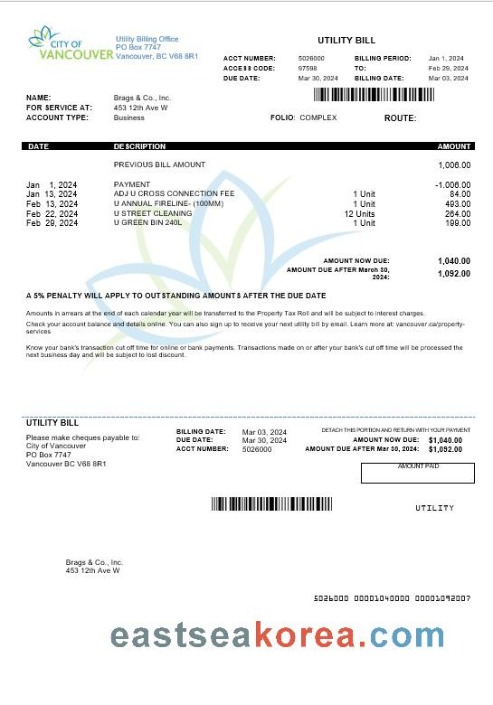 CITY OF
VANCOUVER
Utility Billing Office
PO Box 7747
Vancouver, BC V68 8R1
UTILITY BILL
ACCT NUMBER: 5026000 BILLING PERIOD: Jan 1, 2024
ACCESS CODE: 97598 TO: Feb 29, 2024
DUE DATE: Mar 30, 2024 BILLING DATE: Mar 03, 2024
NAME: Brags & Co., Inc.
FOR SERVICE AT: 453 12th Ave W
ACCOUNT TYPE: Business FOLIO: COMPLEX ROUTE:
DATE DESCRIPTION AMOUNT
PREVIOUS BILL AMOUNT 1,006.00
Jan 1, 2024 PAYMENT -1,006.00
Jan 13, 2024 ADJ U CROSS CONNECTION FEE 1 Unit 84.00
Feb 13, 2024 U ANNUAL FIRELINE- (100MM) 1 Unit 493.00
Feb 22, 2024 U STREET CLEANING 12 Units 264.00
Feb 29, 2024 U GREEN BIN 240L 1 Unit 199.00
AMOUNT NOW DUE: 1,040.00
AMOUNT DUE AFTER March 30, 2024: 1,092.00
A 5% PENALTY WILL APPLY TO OUTSTANDING AMOUNTS AFTER THE DUE DATE
Amounts in arrears at the end of each calendar year will be transferred to the Property Tax Roll and will be subject to interest charges.
Check your account balance and details online. You can also sign up to receive your next utility bill by email. Learn more at: vancouver.ca/property-
services
Know your bank's transaction cut off time for online or bank payments. Transactions made on or after your bank's cut off time will be processed the
next business day and will be subject to lost discount.
UTILITY BILL
Please make cheques payable to:
City of Vancouver
PO Box 7747
Vancouver BC V68 8R1
BILLING DATE: Mar 03, 2024
DUE DATE: Mar 30, 2024
ACCT NUMBER: 5026000
DETACH THIS PORTION AND RETURN WITH YOUR PAYMENT
AMOUNT NOW DUE: $1,040.00
AMOUNT DUE AFTER Mar 30, 2024: $1,092.00
AMOUNT PAID
UTILITY
Brags & Co., Inc.
453 12th Ave W
5026000 00001040000 00001092007
eastseakorea.com